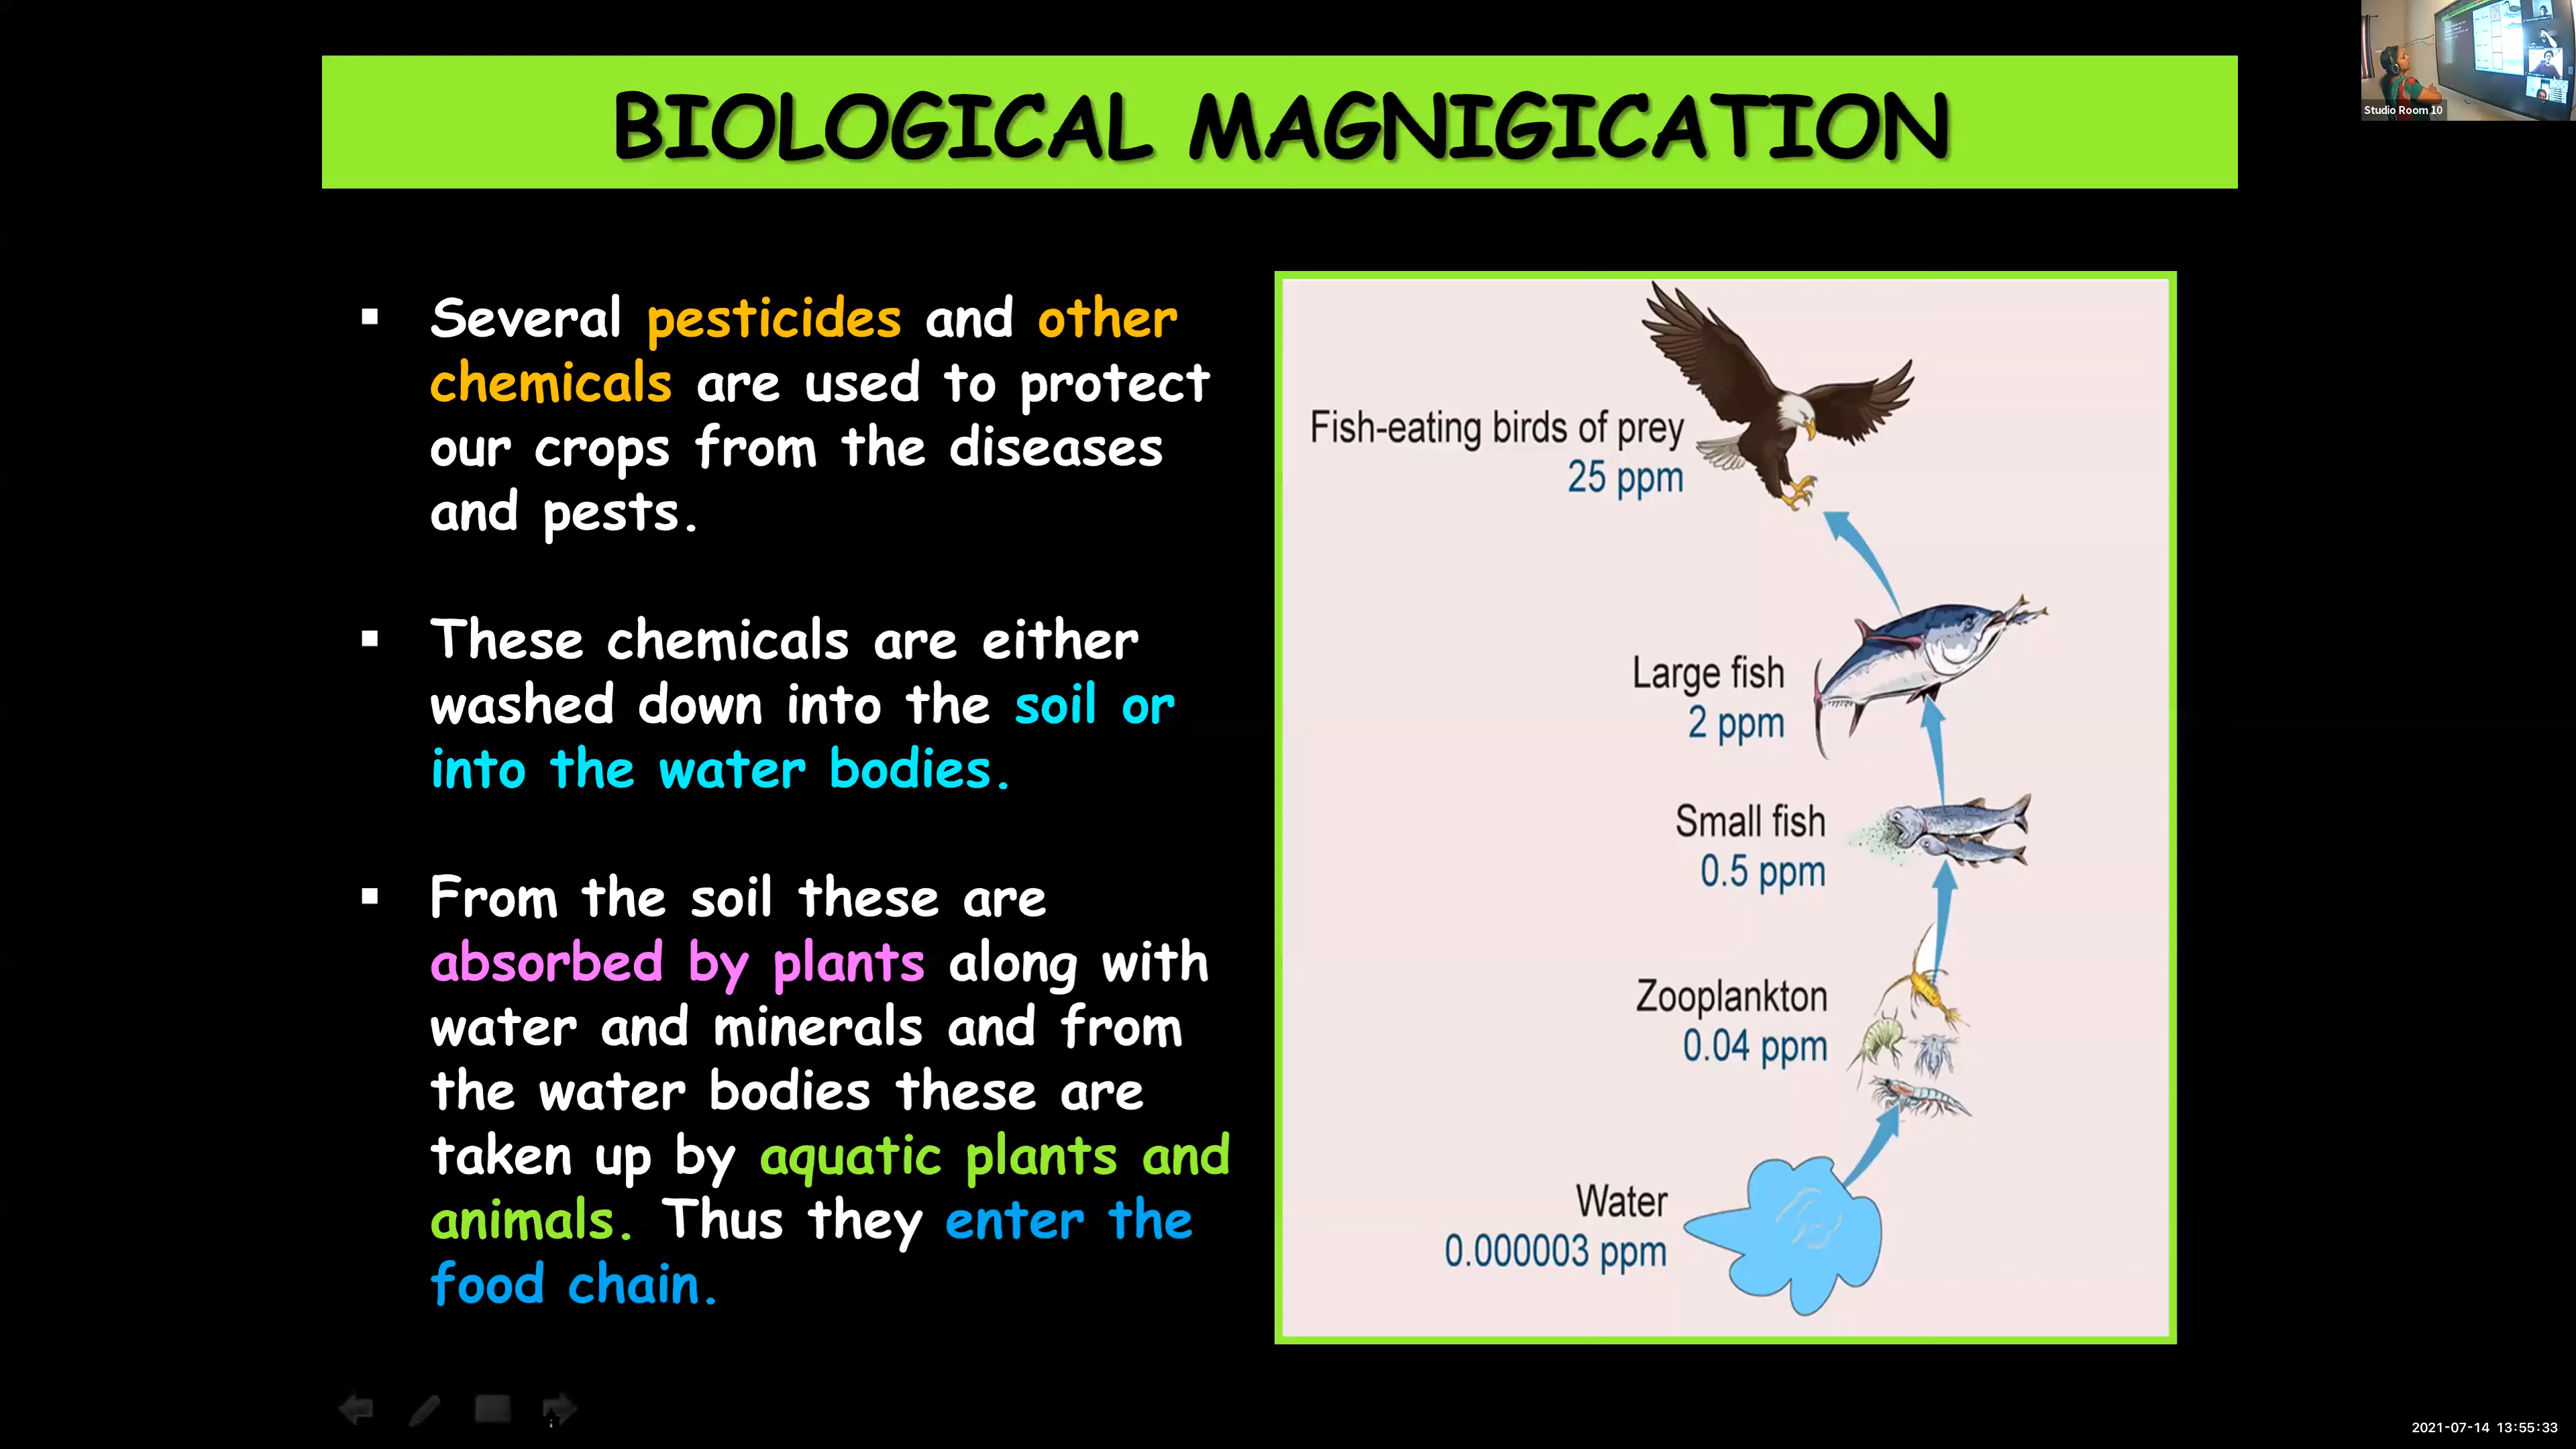 BIOLOGICAL MAGNIGICATION
Studio Room 10
▪ Several pesticides and other
chemicals are used to protect
our crops from the diseases
and pests.
▪ These chemicals are either
washed down into the soil or
into the water bodies.
▪ From the soil these are
absorbed by plants along with
water and minerals and from
the water bodies these are
taken up by aquatic plants and
animals. Thus they enter the
food chain.
Fish-eating birds of prey
25 ppm
Large fish
2 ppm
Small fish
0.5 ppm
Zooplankton
0.04 ppm
Water
0.000003 ppm
2021-07-14 13:55:33